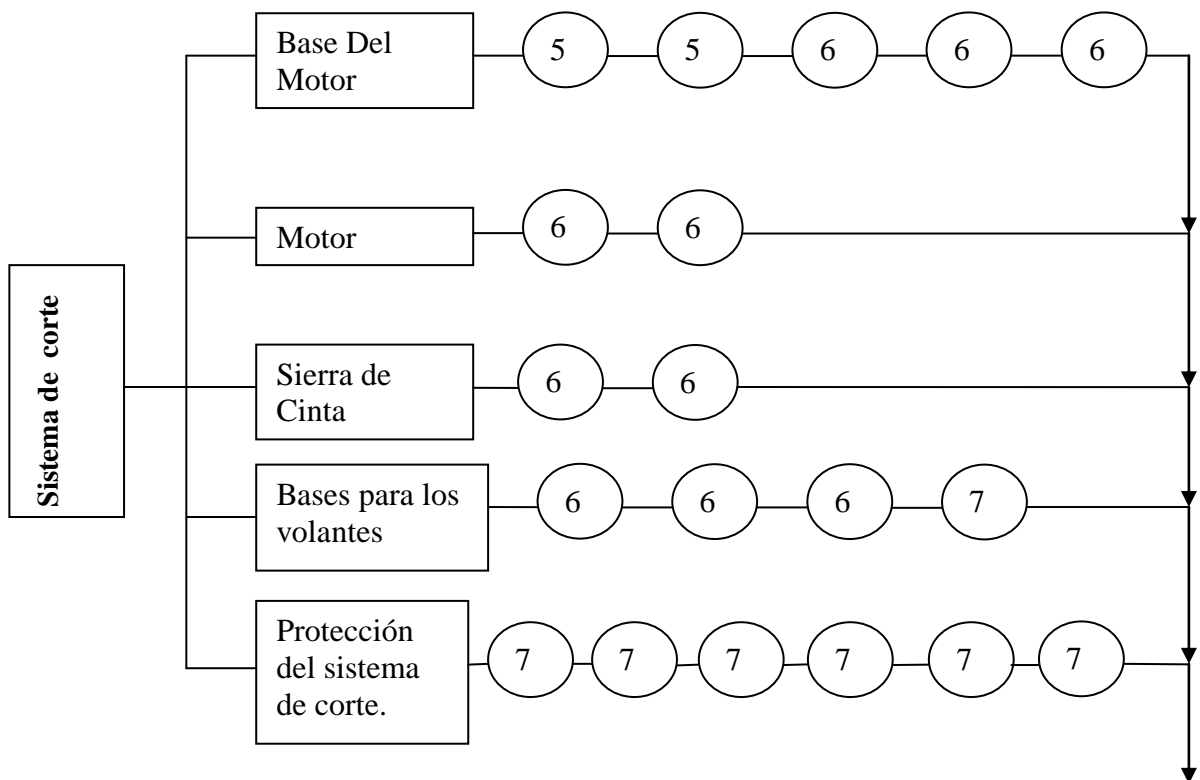 Sistema de corte
Base Del
Motor
5 5 6 6 6
Motor
6 6
Sierra de
Cinta
6 6
Bases para los
volantes
6 6 6 7
Protección
del sistema
de corte.
7 7 7 7 7 7